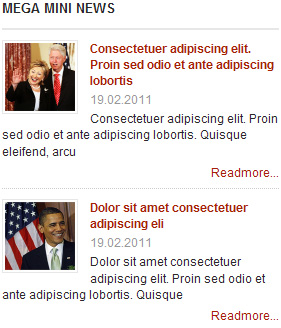 MEGA MINI NEWS
Consectetuer adipiscing elit.
Proin sed odio et ante adipiscing
lobortis
19.02.2011
Consectetuer adipiscing elit. Proin
sed odio et ante adipiscing lobortis. Quisque
eleifend, arcu
Readmore...
Dolor sit amet consectetuer
adipiscing eli
19.02.2011
Dolor sit amet consectetuer
adipiscing elit. Proin sed odio et
ante adipiscing lobortis. Quisque
Readmore...